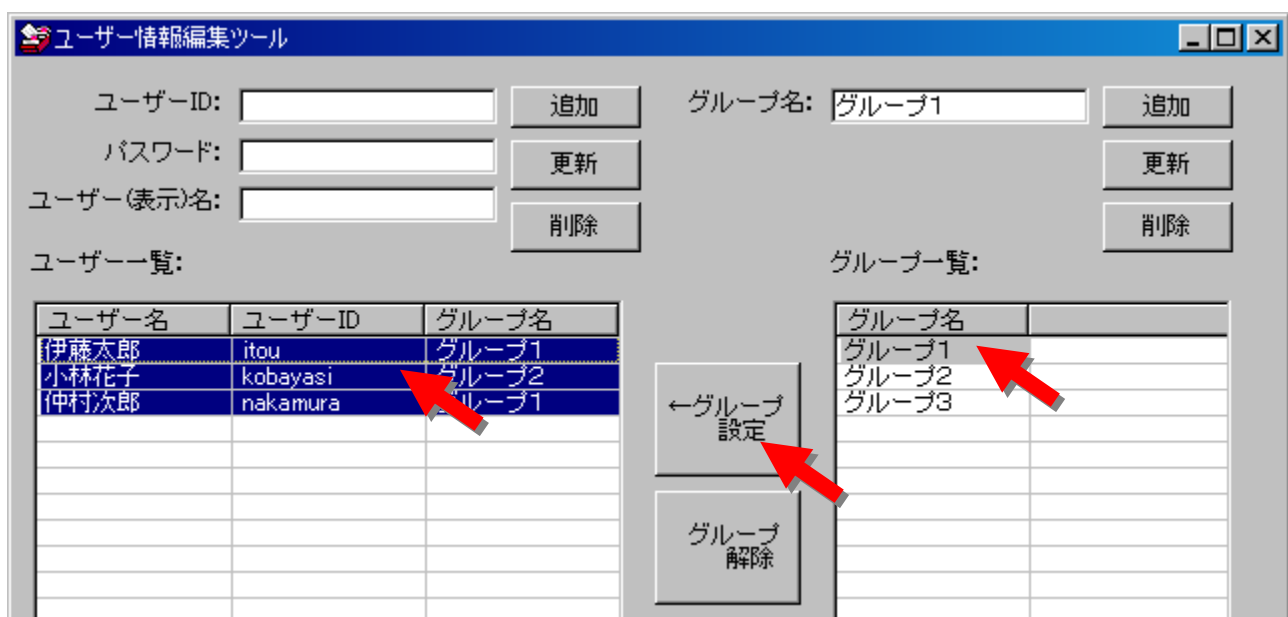 ユーザー情報編集ツール
ユーザーID:
追加
グループ名:
グループ1
追加
パスワード:
更新
更新
ユーザー(表示)名:
削除
削除
ユーザー一覧:
グループ一覧:
ユーザー名 ユーザーID グループ名
伊藤太郎 itou グループ1
小林花子 kobayasi グループ2
仲村次郎 nakamura グループ1
←グループ
設定
グループ
解除
グループ名
グループ1
グループ2
グループ3